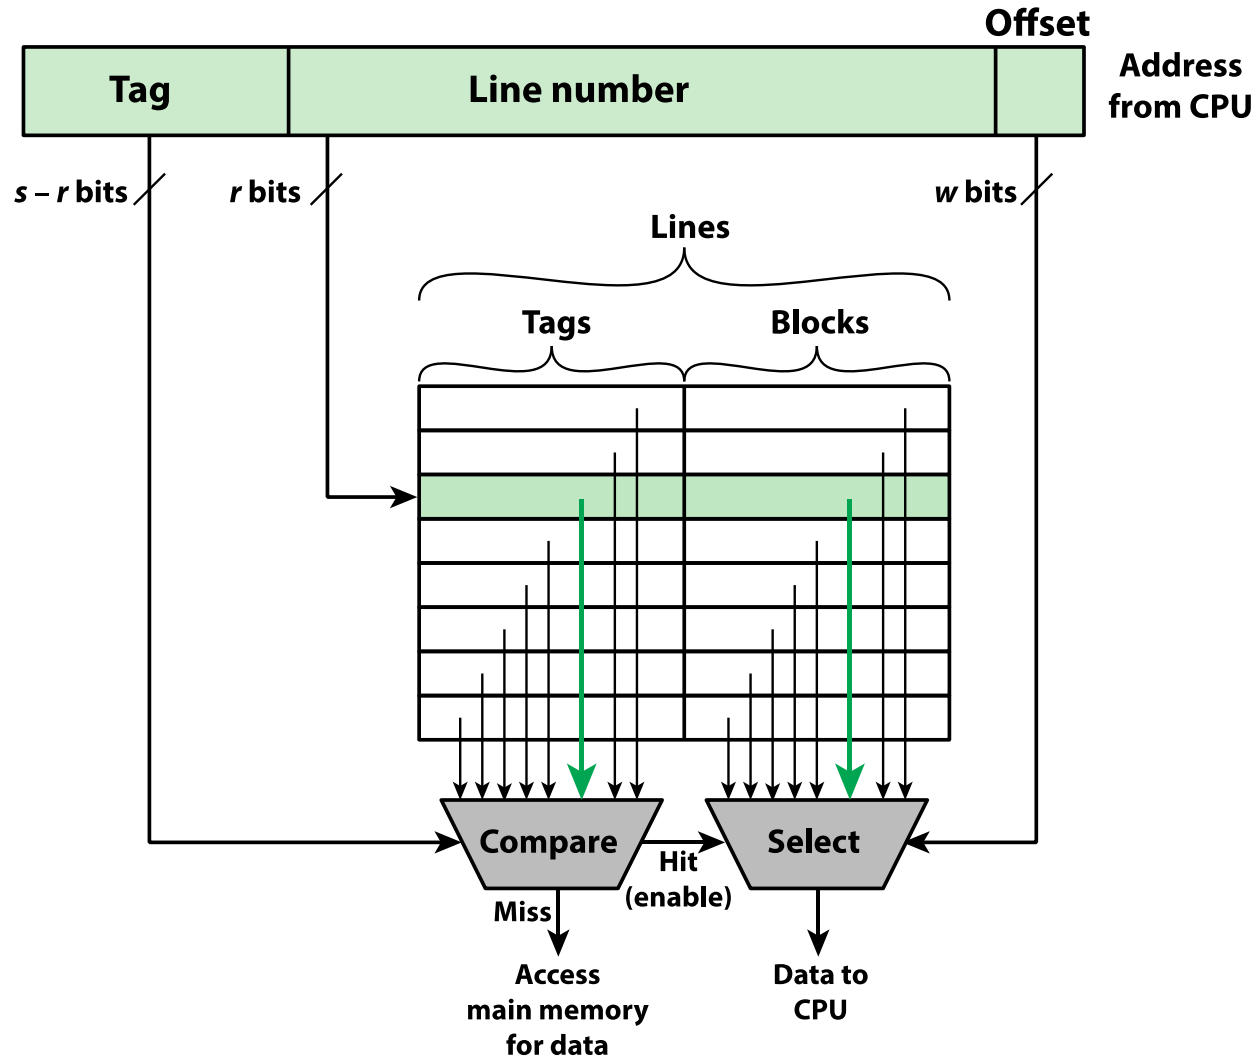 Offset
Tag
Line number
Address
from CPU
s – r bits
r bits
w bits
Lines
Tags
Blocks
Compare
Select
Hit
(enable)
Miss
Access
main memory
for data
Data to
CPU